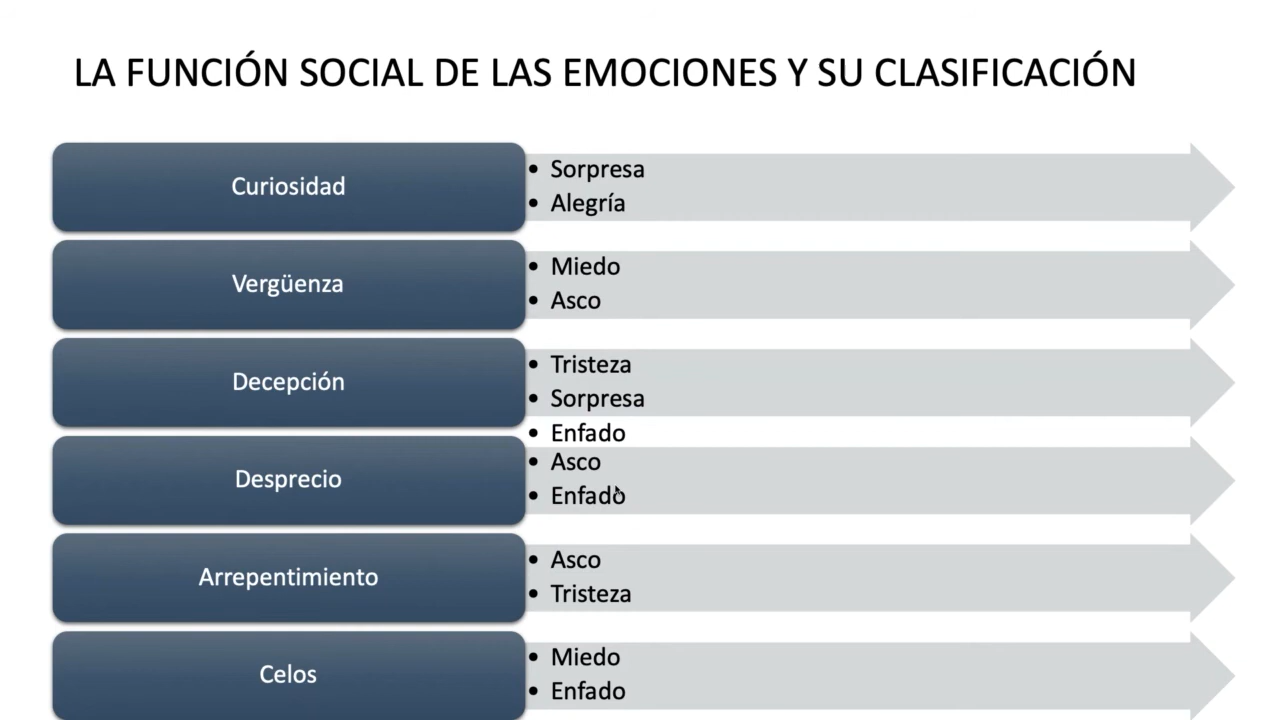 LA FUNCIÓN SOCIAL DE LAS EMOCIONES Y SU CLASIFICACIÓN
Curiosidad
• Sorpresa
• Alegría
Vergüenza
• Miedo
• Asco
Decepción
• Tristeza
• Sorpresa
• Enfado
Desprecio
• Asco
• Enfado
Arrepentimiento
• Asco
• Tristeza
Celos
• Miedo
• Enfado